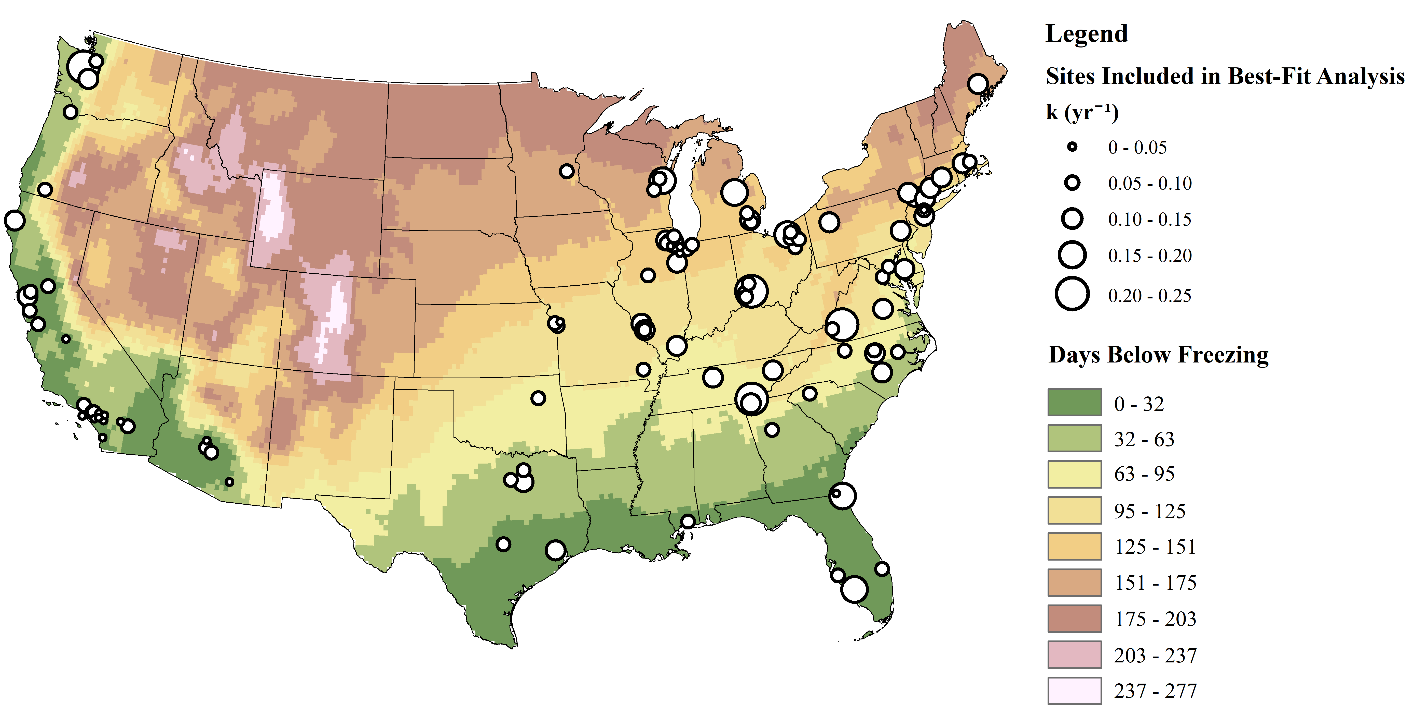 Legend
Sites Included in Best-Fit Analysis
k (yr⁻¹)
0 - 0.05
0.05 - 0.10
0.10 - 0.15
0.15 - 0.20
0.20 - 0.25
Days Below Freezing
0 - 32
32 - 63
63 - 95
95 - 125
125 - 151
151 - 175
175 - 203
203 - 237
237 - 277